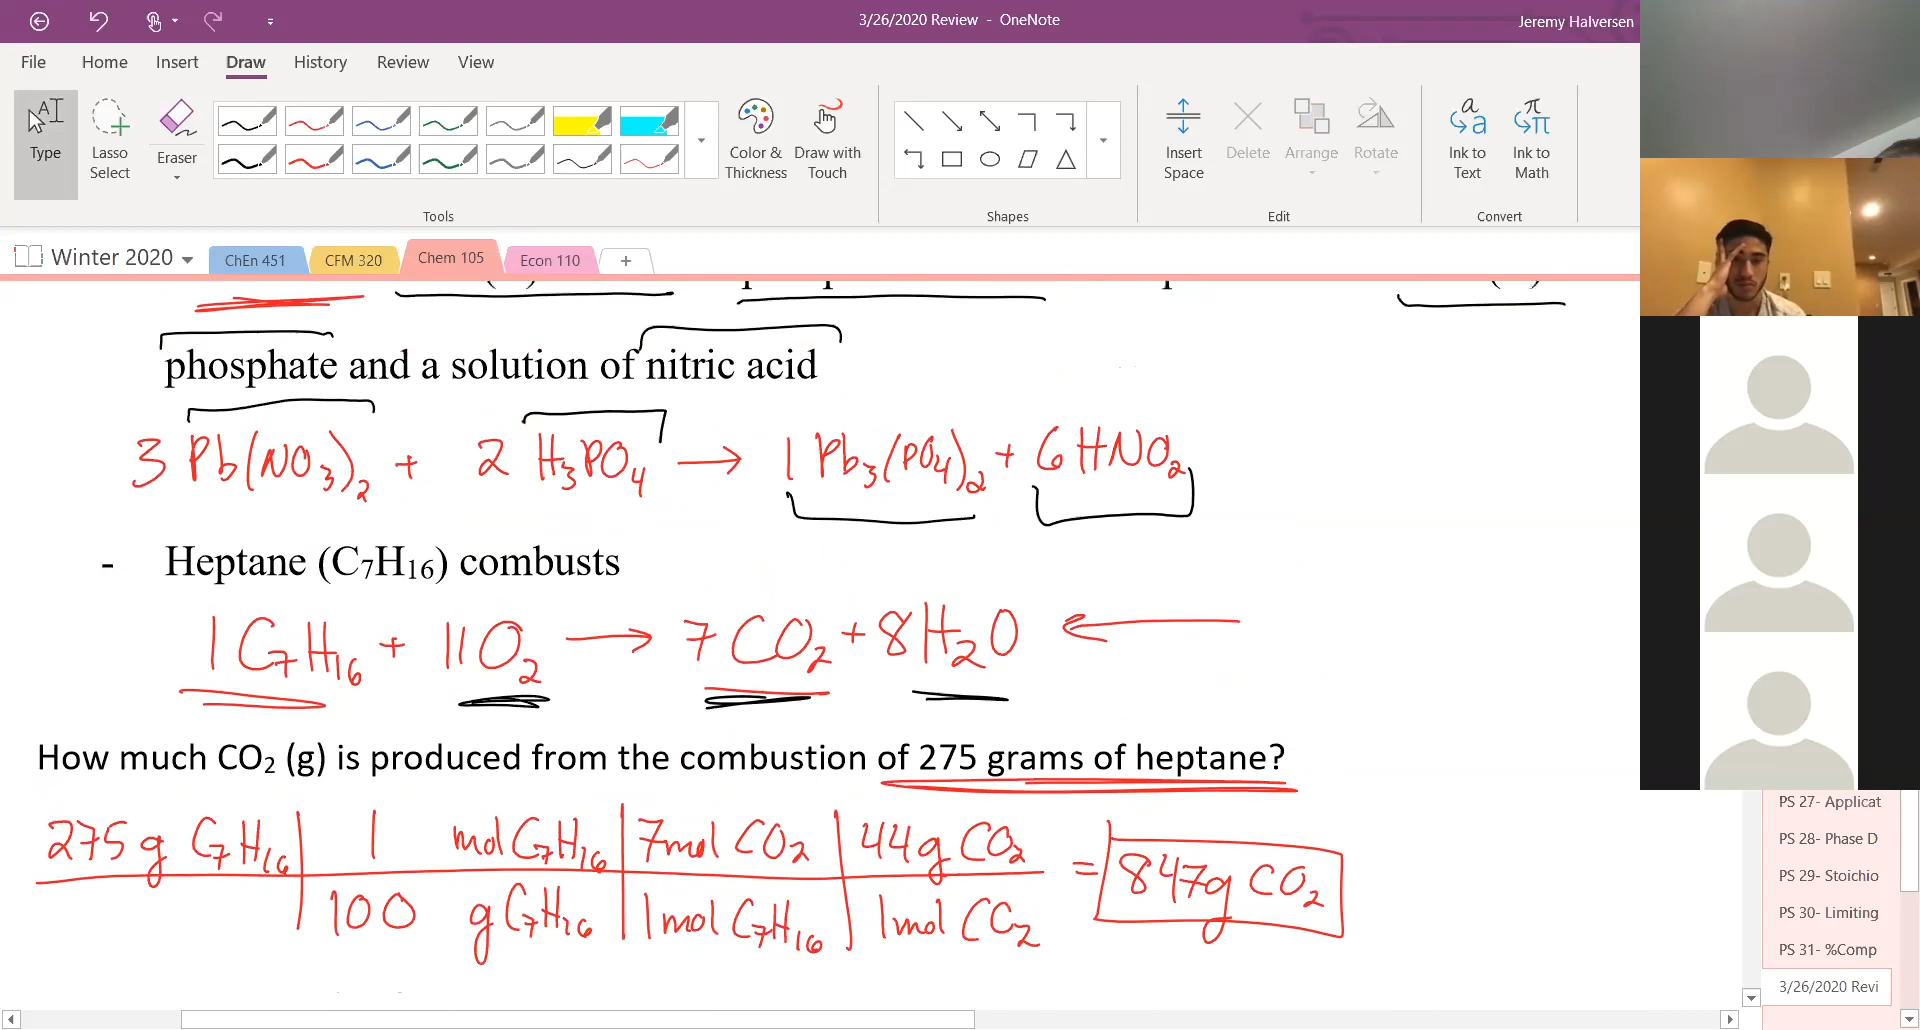 3/26/2020 Review - OneNote
Jeremy Halversen
File Home Insert Draw History Review View
Type
Lasso Select
Eraser
Color & Thickness
Draw with Touch
Insert Space
Delete
Arrange
Rotate
Ink to Text
Ink to Math
Tools
Shapes
Edit
Convert
Winter 2020
ChEn 451
CFM 320
Chem 105
Econ 110
+
phosphate and a solution of nitric acid
3 Pb(NO₃)₂ + 2 H₃PO₄ → 1 Pb₃(PO₄)₂ + 6 HNO₂
- Heptane (C₇H₁₆) combusts
1 C₇H₁₆ + 11 O₂ → 7 CO₂ + 8 H₂O
How much CO₂ (g) is produced from the combustion of 275 grams of heptane?
275 g C₇H₁₆ | 1 mol C₇H₁₆ | 7 mol CO₂ | 44 g CO₂ = 847g CO₂
100 g C₇H₁₆ | 1 mol C₇H₁₆ | 1 mol CO₂
PS 27- Applicat
PS 28- Phase D
PS 29- Stoichio
PS 30- Limiting
PS 31- %Comp
3/26/2020 Revi